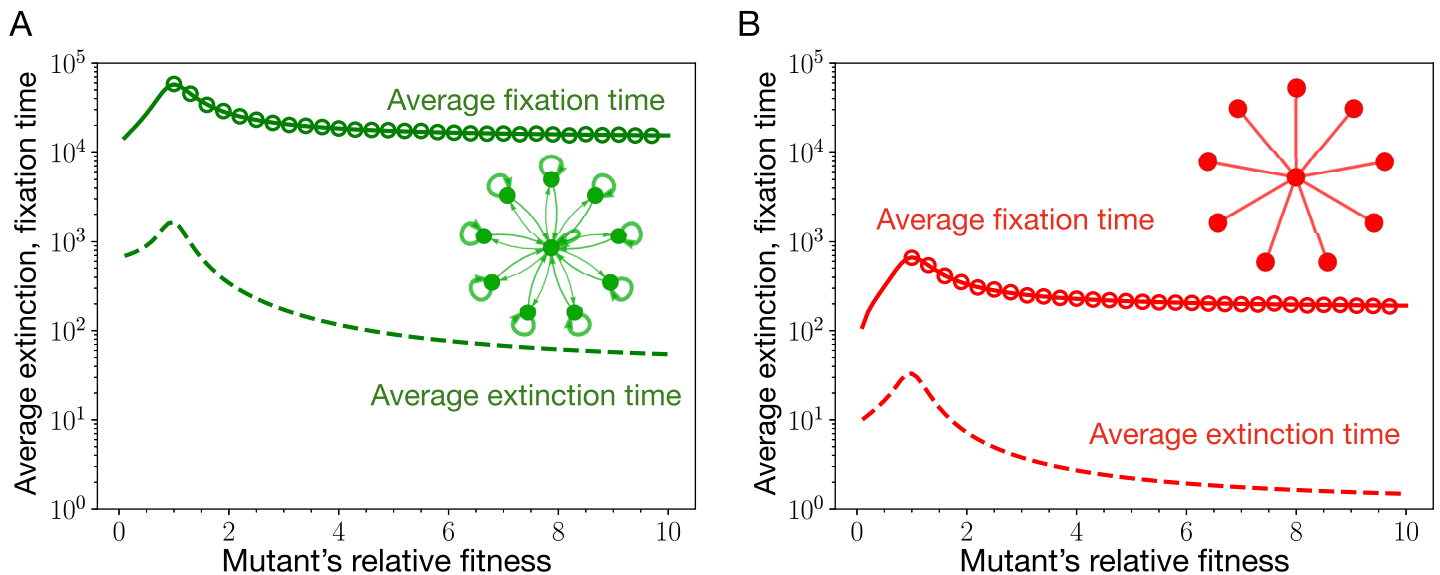 A
Average extinction, fixation time
10^5
10^4
10^3
10^2
10^1
10^0
Average fixation time
Average extinction time
0 2 4 6 8 10
Mutant's relative fitness
B
Average extinction, fixation time
10^5
10^4
10^3
10^2
10^1
10^0
Average fixation time
Average extinction time
0 2 4 6 8 10
Mutant's relative fitness